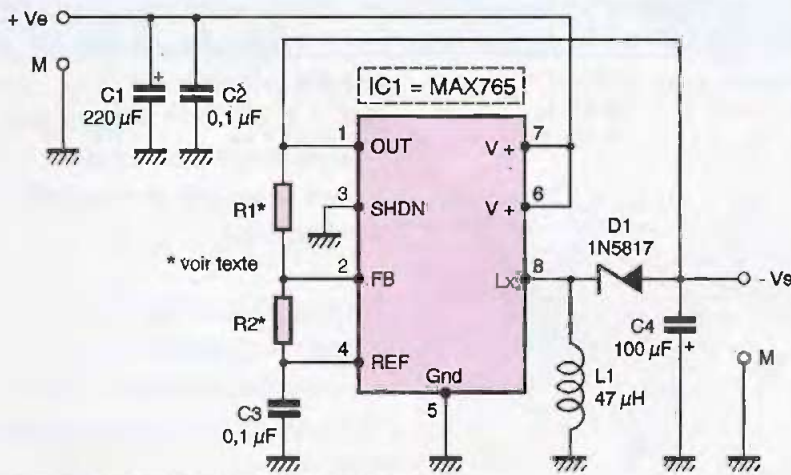 + Ve
M
C1
220 µF
+
C2
0,1 µF
IC1 = MAX765
1
OUT
V +
7
3
SHDN
V +
6
R1*
* voir texte
2
FB
Lx
8
D1
1N5817
- Vs
R2*
4
REF
Gnd
5
C3
0,1 µF
L1
47 µH
C4
100 µF
+
M